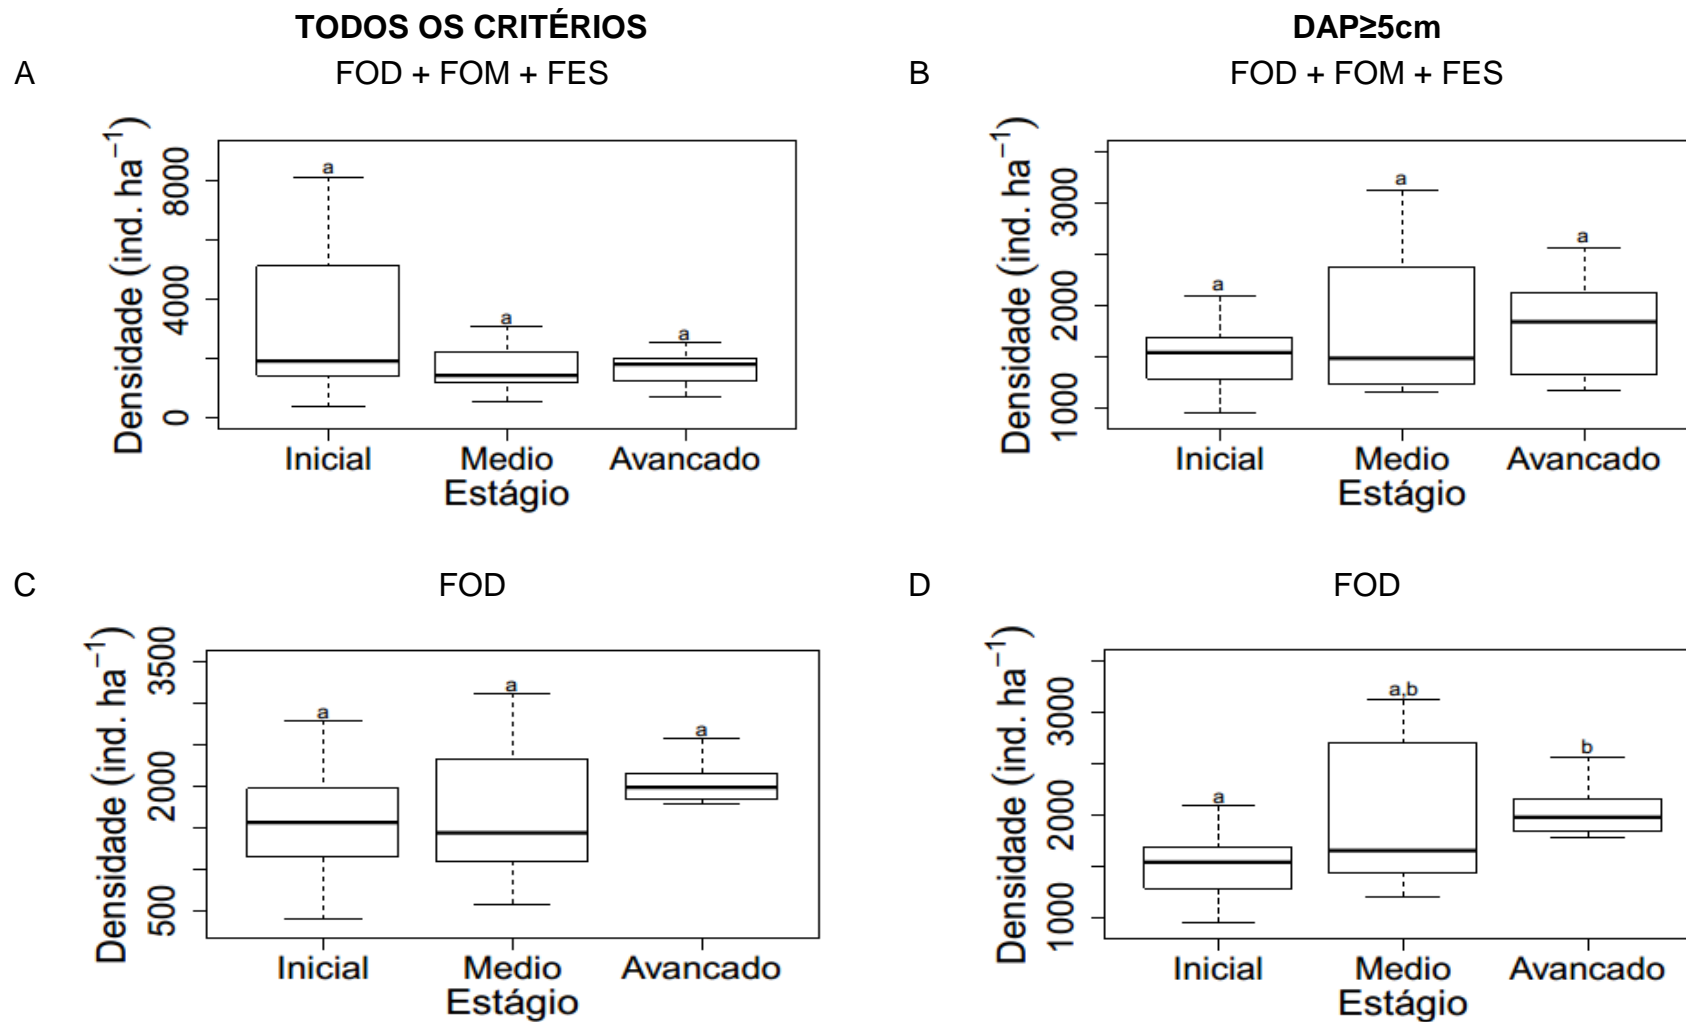 TODOS OS CRITÉRIOS
DAP≥5cm
A
FOD + FOM + FES
Densidade (ind. ha⁻¹)
8000
4000
0
a
a
a
Inicial
Medio
Avancado
Estágio
B
FOD + FOM + FES
Densidade (ind. ha⁻¹)
3000
2000
1000
a
a
a
Inicial
Medio
Avancado
Estágio
C
FOD
Densidade (ind. ha⁻¹)
3500
2000
500
a
a
a
Inicial
Medio
Avancado
Estágio
D
FOD
Densidade (ind. ha⁻¹)
3000
2000
1000
a
a,b
b
Inicial
Medio
Avancado
Estágio